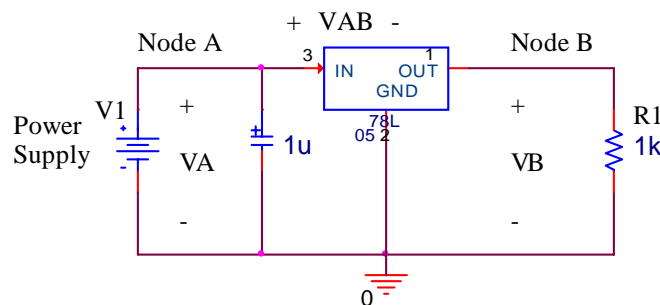 + VAB -
Node A
Node B
3
1
IN
OUT
GND
V1
+
+
R1
+
78L
05
2
Power
Supply
VA
1u
VB
1k
-
-
-
0